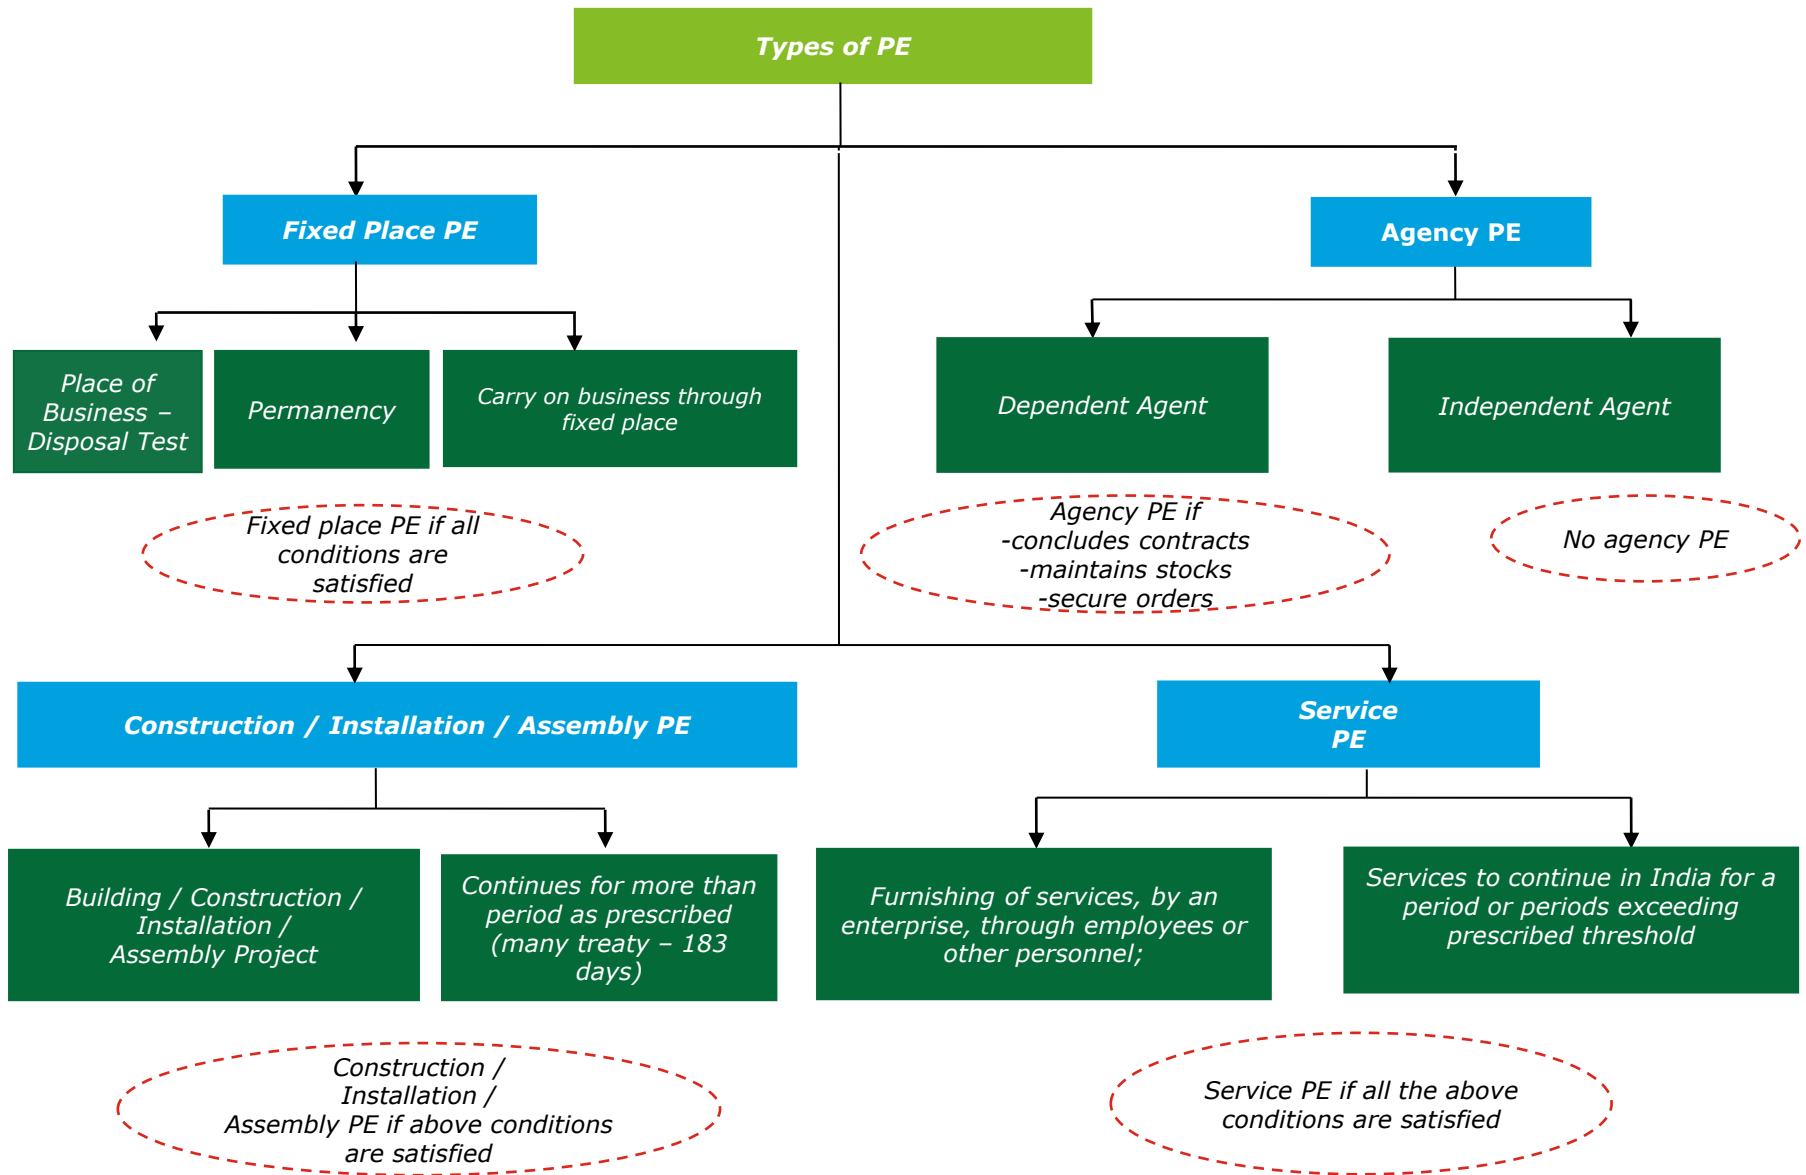 Types of PE
Fixed Place PE
Agency PE
Place of
Business –
Disposal Test
Permanency
Carry on business through
fixed place
Dependent Agent
Independent Agent
Fixed place PE if all
conditions are
satisfied
Agency PE if
-concludes contracts
-maintains stocks
-secure orders
No agency PE
Construction / Installation / Assembly PE
Service
PE
Building / Construction /
Installation /
Assembly Project
Continues for more than
period as prescribed
(many treaty – 183
days)
Furnishing of services, by an
enterprise, through employees or
other personnel;
Services to continue in India for a
period or periods exceeding
prescribed threshold
Construction /
Installation /
Assembly PE if above conditions
are satisfied
Service PE if all the above
conditions are satisfied